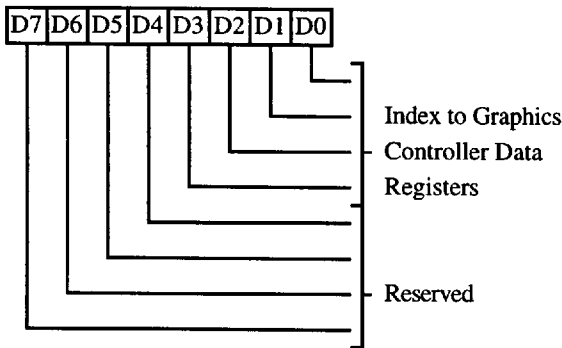 D7 D6 D5 D4 D3 D2 D1 D0
Index to Graphics
Controller Data
Registers
Reserved